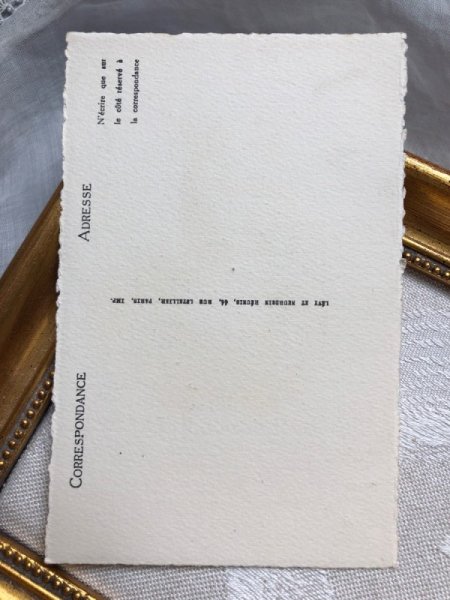 CORRESPONDANCE
ADRESSE
N'écrire que sur
le côté réservé à
la correspondance
LÉVY ET NEURDEIN RÉUNIS, 44, RUE LETELLIER, PARIS, IMP.